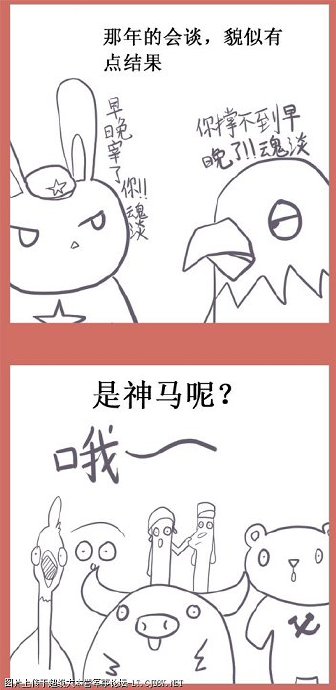 那年的会谈，貌似有
点结果
早晚宰了你!!魂淡
你撑不到早
晚了!!魂淡
是神马呢？
哦～